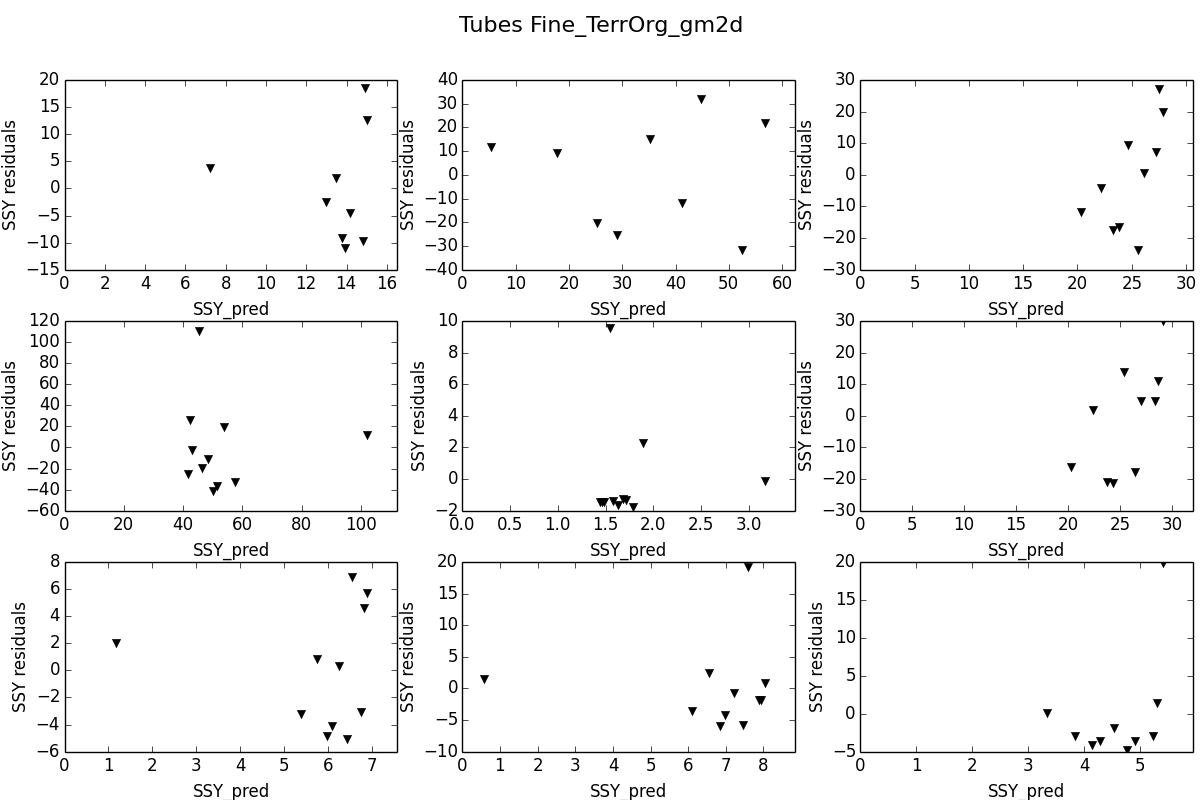 Tubes Fine_TerrOrg_gm2d
20 15 10 5 0 −5 −10 −15
SSY residuals
0 2 4 6 8 10 12 14 16
SSY_pred
40 30 20 10 0 −10 −20 −30 −40
SSY residuals
0 10 20 30 40 50 60
SSY_pred
30 20 10 0 −10 −20 −30
SSY residuals
0 5 10 15 20 25 30
SSY_pred
120 100 80 60 40 20 0 −20 −40 −60
SSY residuals
0 20 40 60 80 100
SSY_pred
10 8 6 4 2 0 −2
SSY residuals
0.0 0.5 1.0 1.5 2.0 2.5 3.0
SSY_pred
30 20 10 0 −10 −20 −30
SSY residuals
0 5 10 15 20 25 30
SSY_pred
8 6 4 2 0 −2 −4 −6
SSY residuals
0 1 2 3 4 5 6 7
SSY_pred
20 15 10 5 0 −5 −10
SSY residuals
0 1 2 3 4 5 6 7 8
SSY_pred
20 15 10 5 0 −5
SSY residuals
0 1 2 3 4 5
SSY_pred